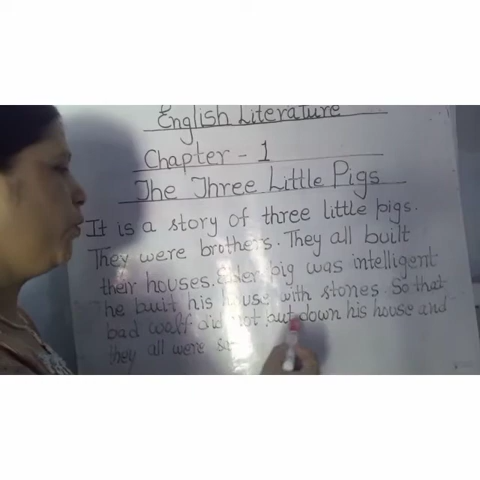 English Literature
Chapter - 1
The Three Little Pigs
It is a story of three little pigs.
They were brothers. They all built
their houses. Elder pig was intelligent
he built his house with stones. So that
bad wolf did not put down his house and
they all were